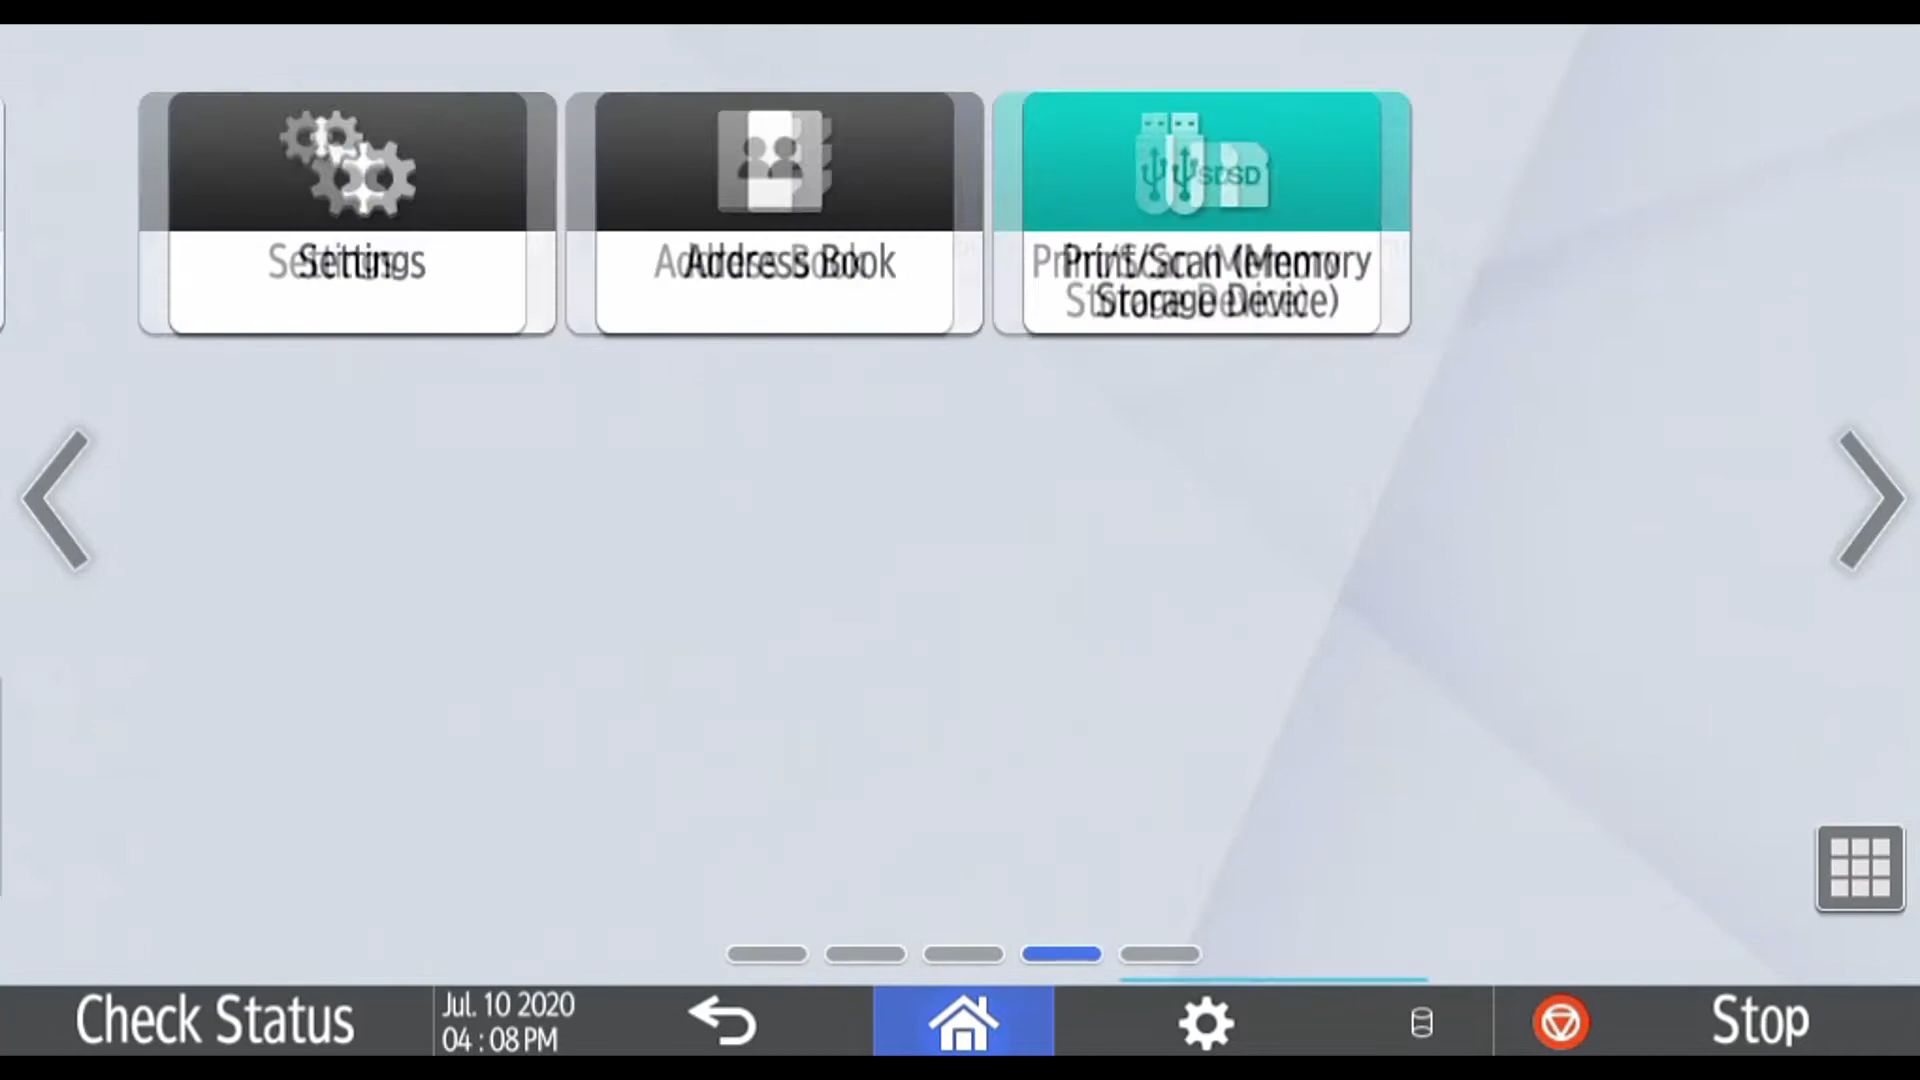 SD
Settings
Address Book
Print/Scan (Memory
Storage Device)
Check Status
Jul. 10 2020
04 : 08 PM
Stop